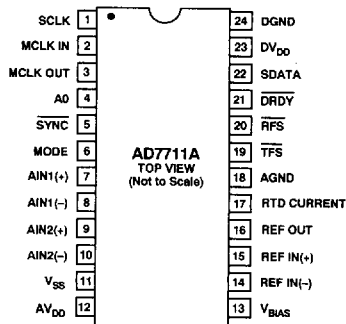 SCLK 1 24 DGND
MCLK IN 2 23 DVDD
MCLK OUT 3 22 SDATA
A0 4 21 DRDY
SYNC 5 20 RFS
MODE 6 19 TFS
AD7711A
TOP VIEW
(Not to Scale)
AIN1(+) 7 18 AGND
AIN1(–) 8 17 RTD CURRENT
AIN2(+) 9 16 REF OUT
AIN2(–) 10 15 REF IN(+)
VSS 11 14 REF IN(–)
AVDD 12 13 VBIAS